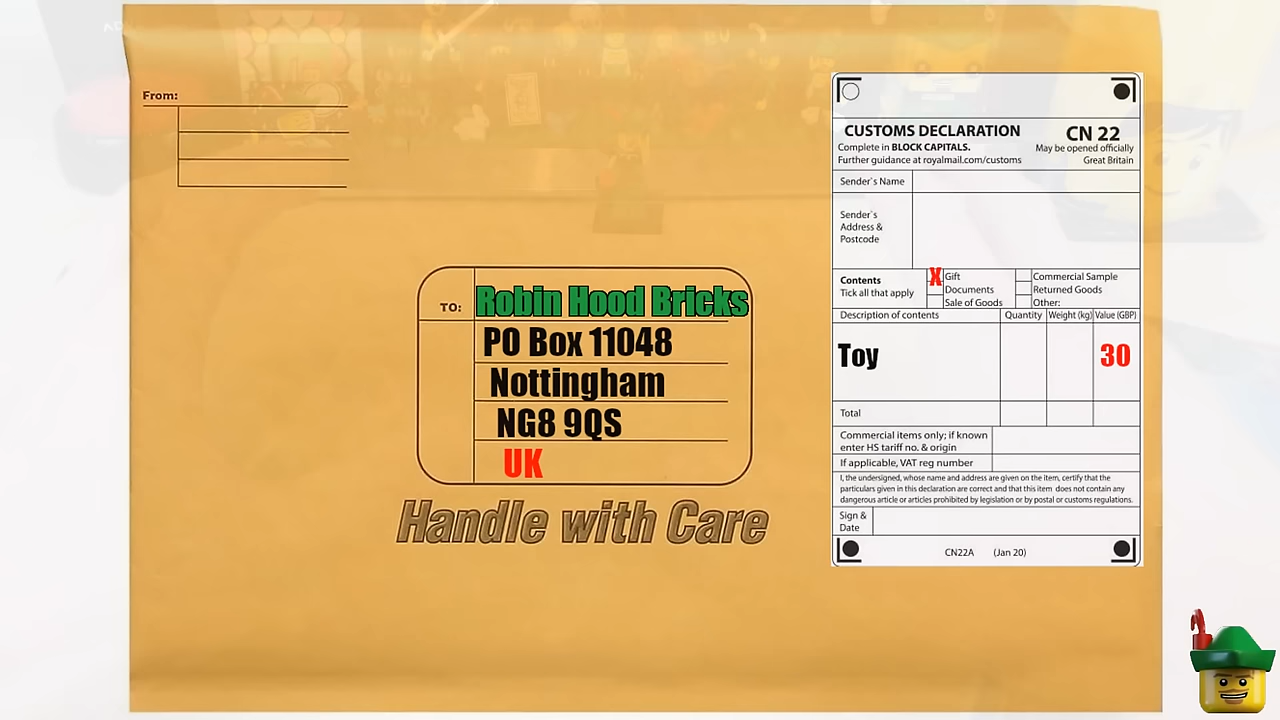 From:
TO: Robin Hood Bricks
PO Box 11048
Nottingham
NG8 9QS
UK
Handle with Care
CUSTOMS DECLARATION
CN 22
Complete in BLOCK CAPITALS.
May be opened officially
Further guidance at royalmail.com/customs
Great Britain
Sender`s Name
Sender`s
Address &
Postcode
Contents
Tick all that apply
X Gift
Documents
Sale of Goods
Commercial Sample
Returned Goods
Other:
Description of contents Quantity Weight (kg) Value (GBP)
Toy 30
Total
Commercial items only; if known
enter HS tariff no. & origin
If applicable, VAT reg number
I, the undersigned, whose name and address are given on the item, certify that the
particulars given in this declaration are correct and that this item does not contain any
dangerous article or articles prohibited by legislation or by postal or customs regulations.
Sign &
Date
CN22A (Jan 20)